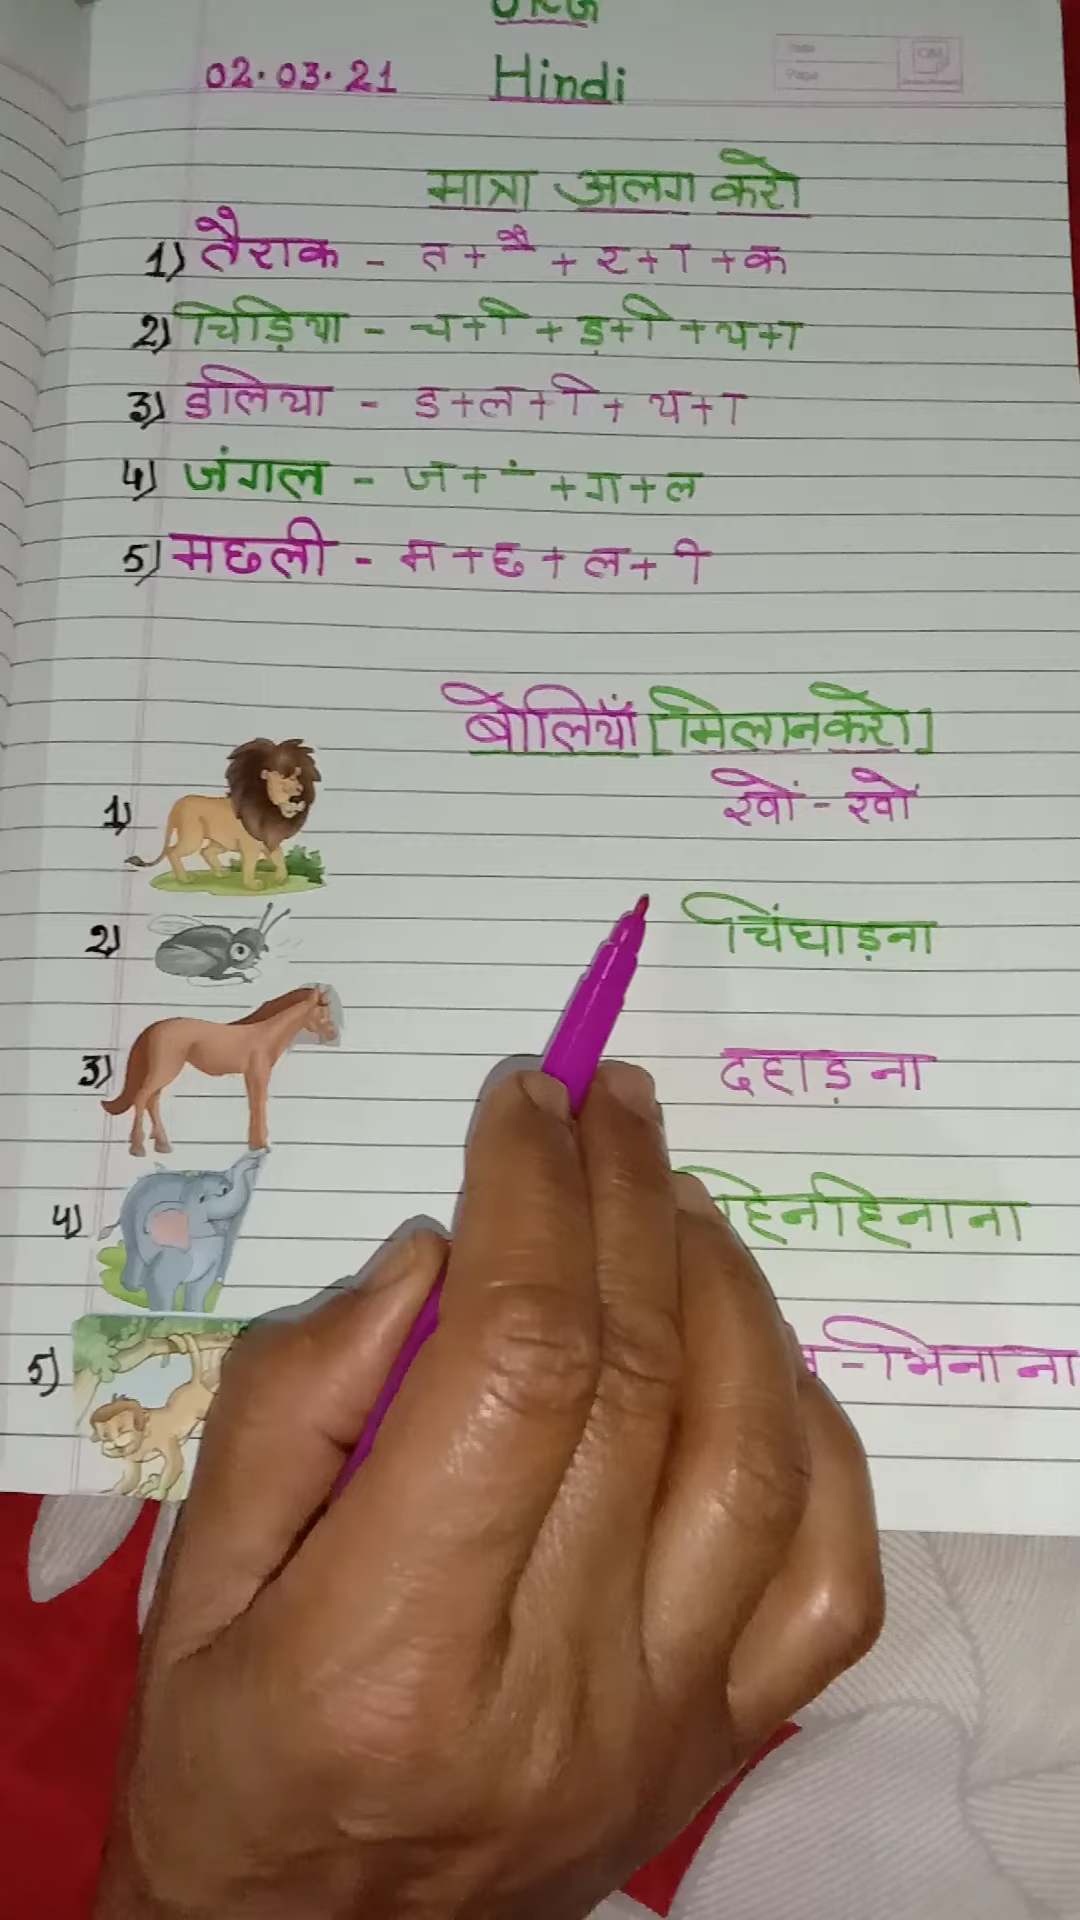 02.03.21 Hindi
मात्रा अलग करो
1) तैराक - त + ै + र + ा + क
2) चिड़िया - च + ि + ड़ + ि + य + ा
3) डलिया - ड + ल + ि + य + ा
4) जंगल - ज + ं + ग + ल
5) मछली - म + छ + ल + ी
बोलियाँ [मिलान करो]
1) खों - खों
2) चिंघाड़ना
3) दहाड़ना
4) हिनहिनाना
5) - भिनाना